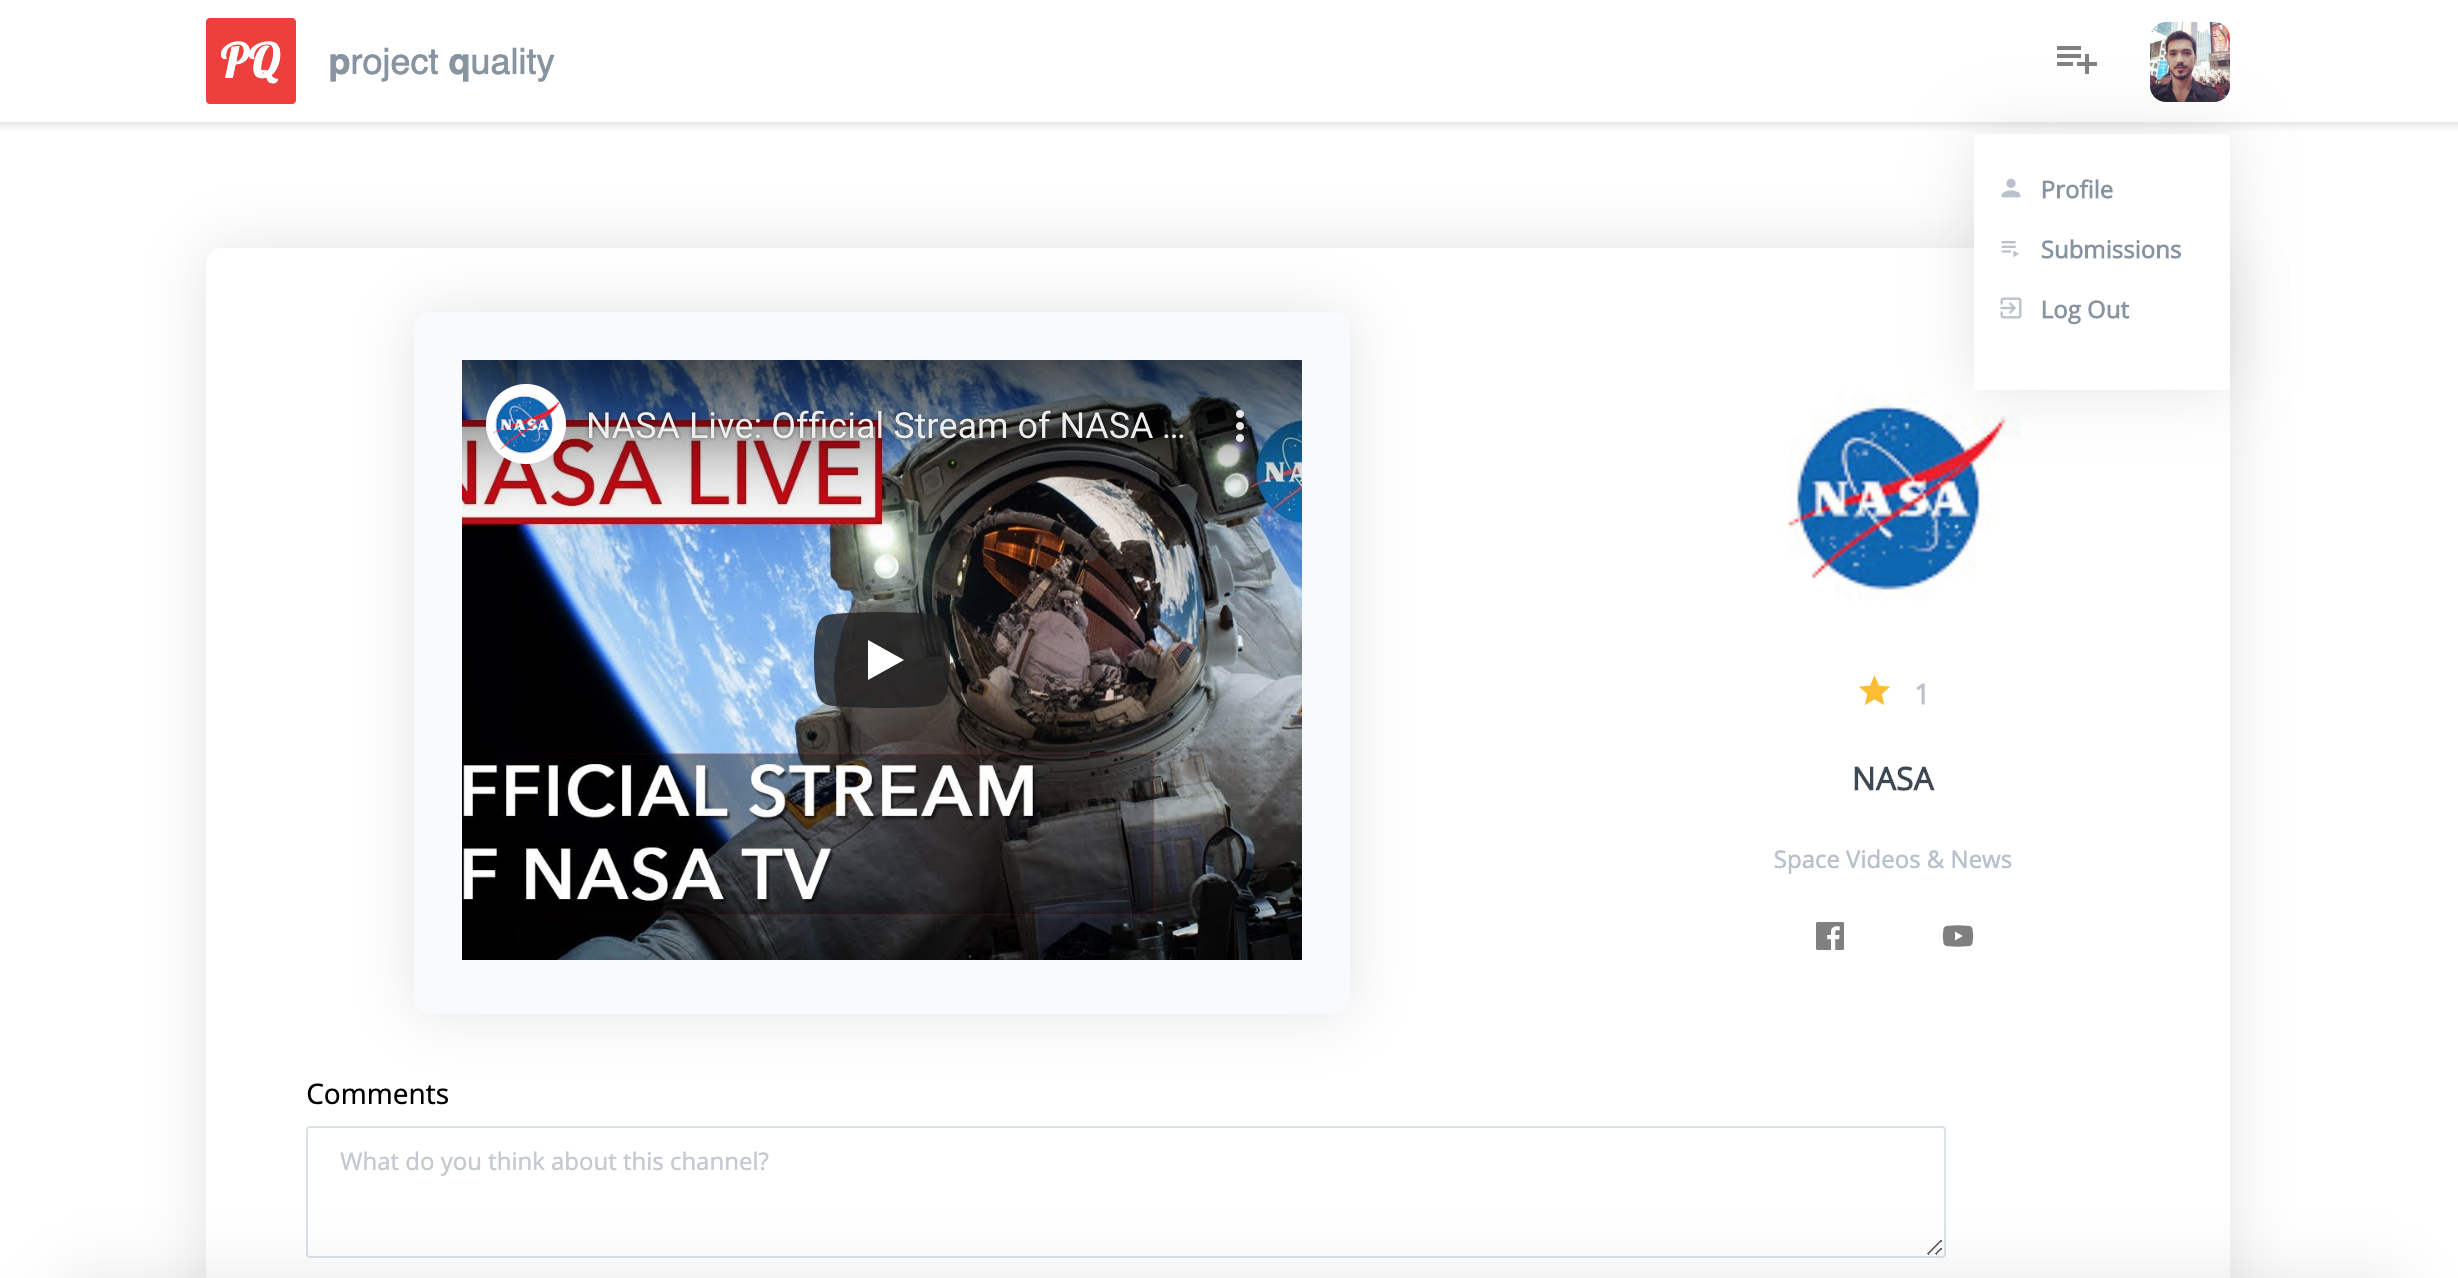 PQ
project quality
Profile
Submissions
Log Out
NASA
NASA Live: Official Stream of NASA ...
NASA LIVE
NA
FFICIAL STREAM
F NASA TV
NASA
1
NASA
Space Videos & News
Comments
What do you think about this channel?